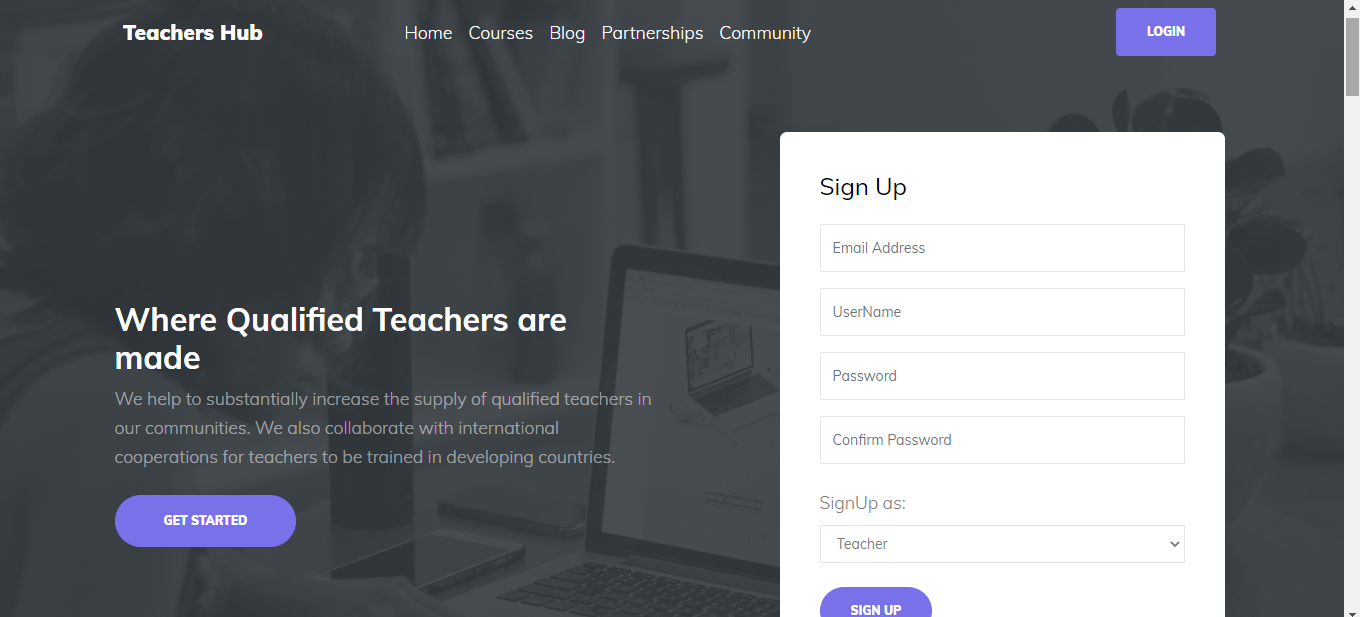 Teachers Hub
Home Courses Blog Partnerships Community
LOGIN
Where Qualified Teachers are
made
We help to substantially increase the supply of qualified teachers in
our communities. We also collaborate with international
cooperations for teachers to be trained in developing countries.
GET STARTED
Sign Up
Email Address
UserName
Password
Confirm Password
SignUp as:
Teacher
SIGN UP